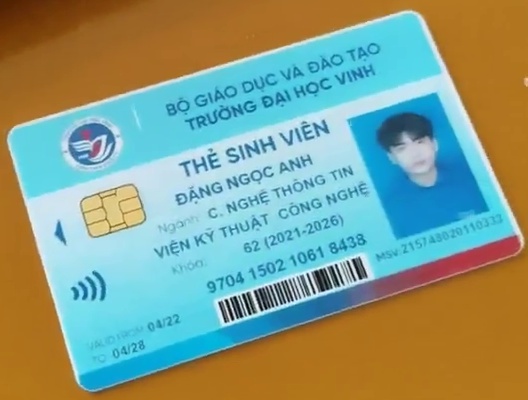 BỘ GIÁO DỤC VÀ ĐÀO TẠO
TRƯỜNG ĐẠI HỌC VINH
THẺ SINH VIÊN
ĐẶNG NGỌC ANH
Ngành: C. NGHỆ THÔNG TIN
VIỆN KỸ THUẬT CÔNG NGHỆ
Khóa: 62 (2021-2026)
9704 1502 1061 8438
MSV: 215748020110333
VALID FROM: 04/22
TO: 04/28